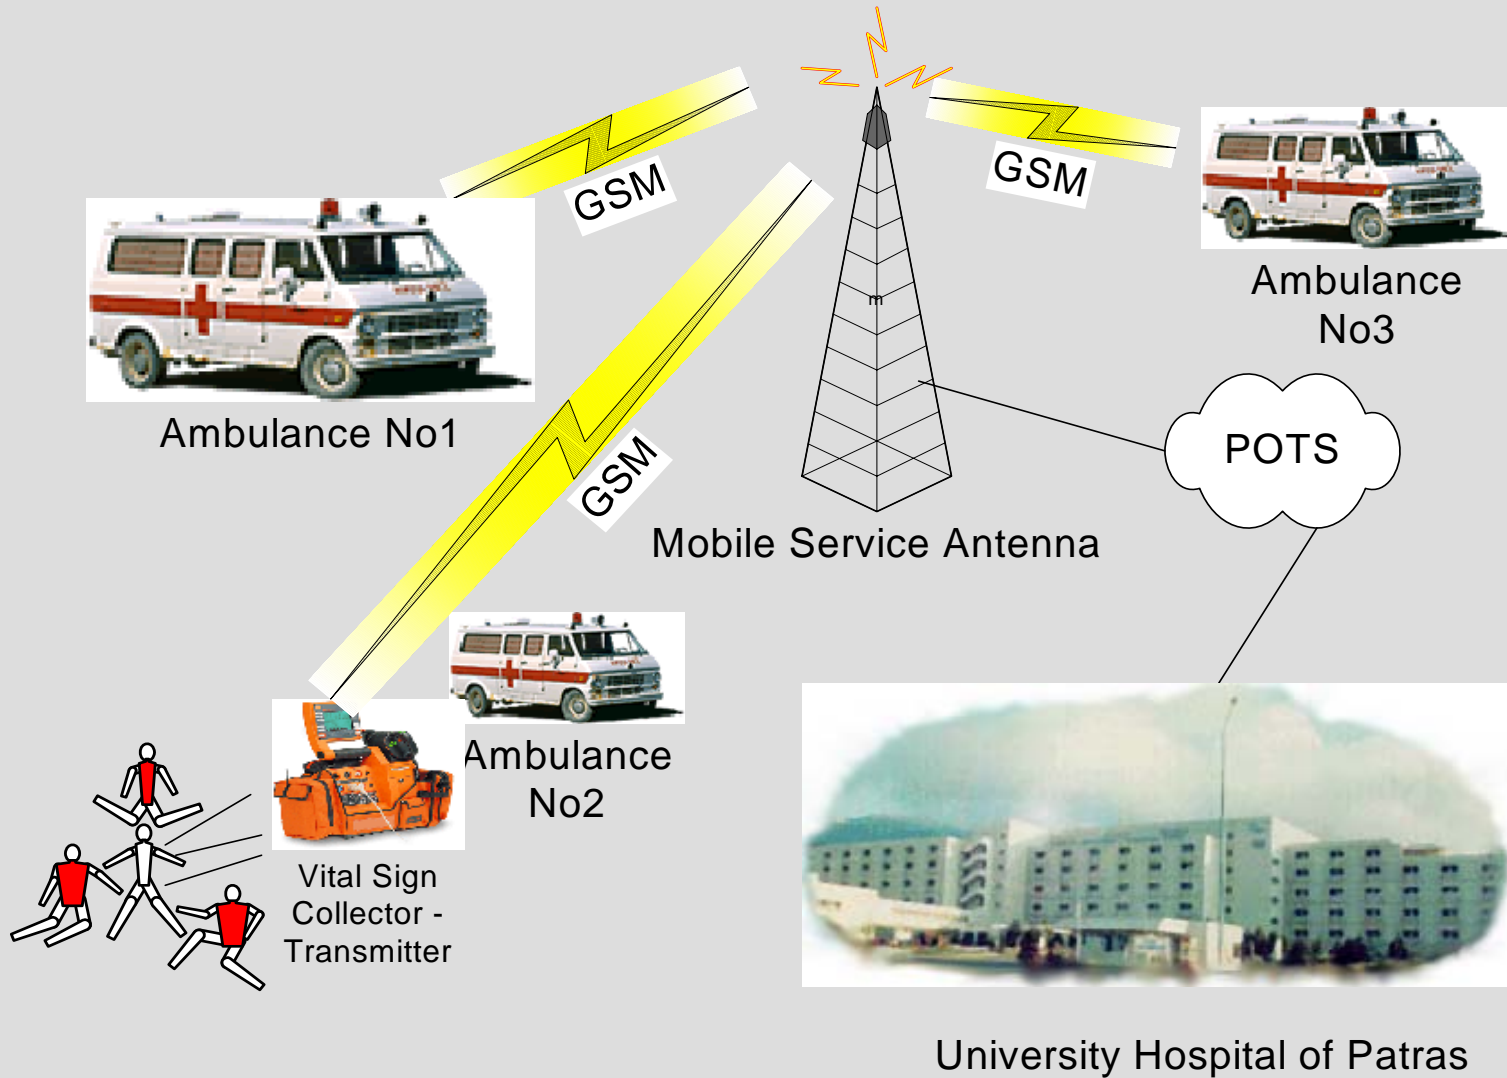 GSM
GSM
Ambulance
No3
Ambulance No1
POTS
GSM
m
Mobile Service Antenna
Ambulance
No2
Vital Sign
Collector -
Transmitter
University Hospital of Patras